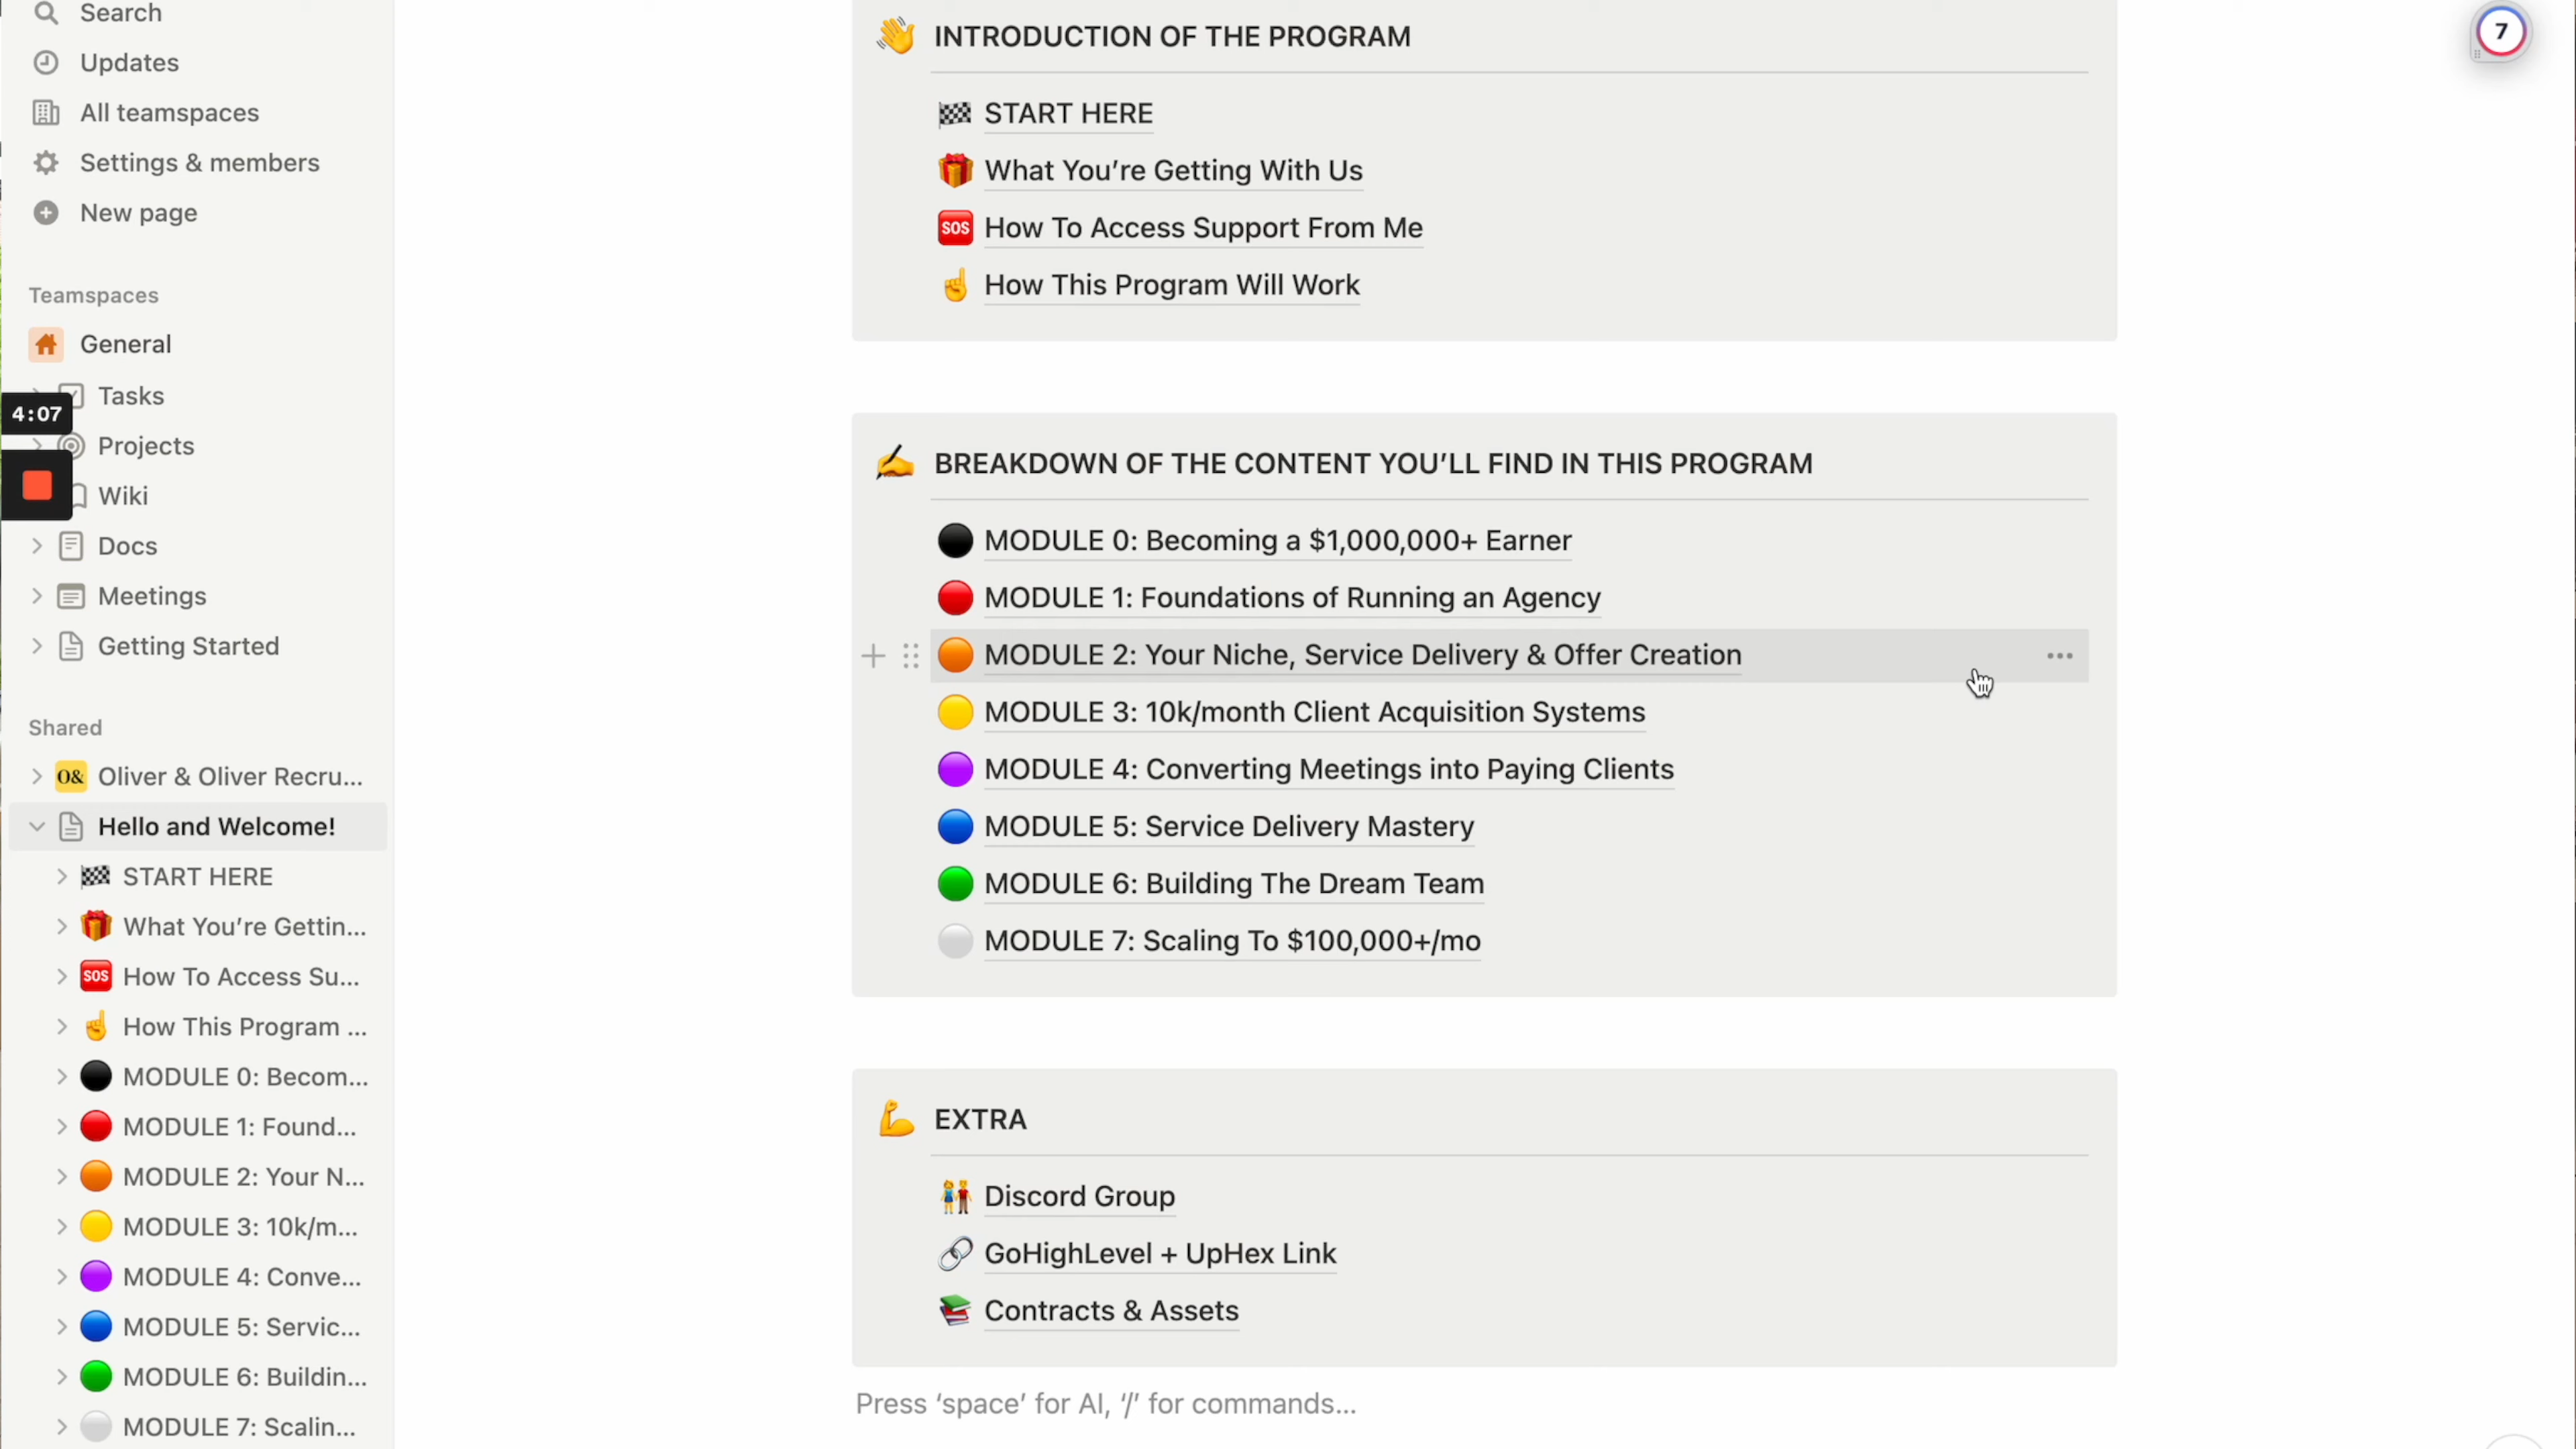 Search
Updates
All teamspaces
Settings & members
New page
Teamspaces
General
Tasks
4:07
Projects
Wiki
Docs
Meetings
Getting Started
Shared
O& Oliver & Oliver Recru...
Hello and Welcome!
START HERE
What You’re Gettin...
SOS How To Access Su...
How This Program ...
MODULE 0: Becom...
MODULE 1: Found...
MODULE 2: Your N...
MODULE 3: 10k/m...
MODULE 4: Conve...
MODULE 5: Servic...
MODULE 6: Buildin...
MODULE 7: Scalin...
INTRODUCTION OF THE PROGRAM
START HERE
What You’re Getting With Us
SOS How To Access Support From Me
How This Program Will Work
BREAKDOWN OF THE CONTENT YOU’LL FIND IN THIS PROGRAM
MODULE 0: Becoming a $1,000,000+ Earner
MODULE 1: Foundations of Running an Agency
MODULE 2: Your Niche, Service Delivery & Offer Creation
MODULE 3: 10k/month Client Acquisition Systems
MODULE 4: Converting Meetings into Paying Clients
MODULE 5: Service Delivery Mastery
MODULE 6: Building The Dream Team
MODULE 7: Scaling To $100,000+/mo
EXTRA
Discord Group
GoHighLevel + UpHex Link
Contracts & Assets
Press ‘space’ for AI, ‘/’ for commands...
7